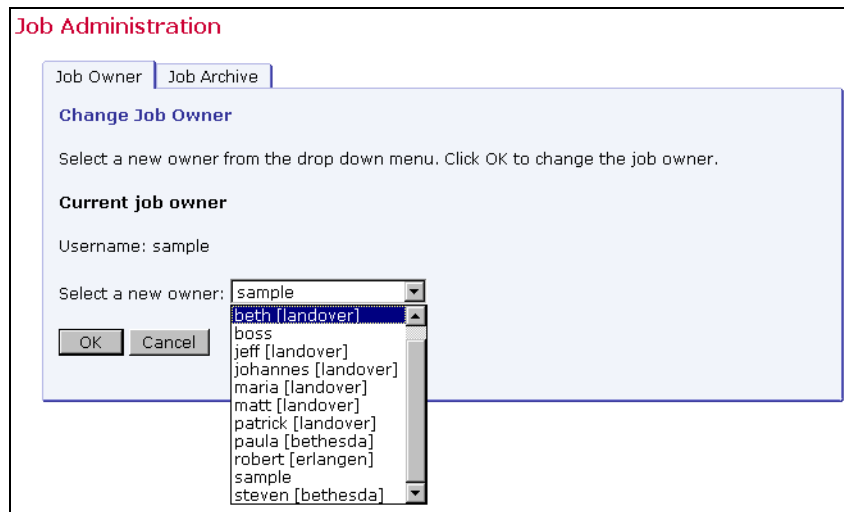 Job Administration
Job Owner Job Archive
Change Job Owner
Select a new owner from the drop down menu. Click OK to change the job owner.
Current job owner
Username: sample
Select a new owner: sample
beth [landover]
boss
jeff [landover]
johannes [landover]
maria [landover]
matt [landover]
patrick [landover]
paula [bethesda]
robert [erlangen]
sample
steven [bethesda]
OK Cancel